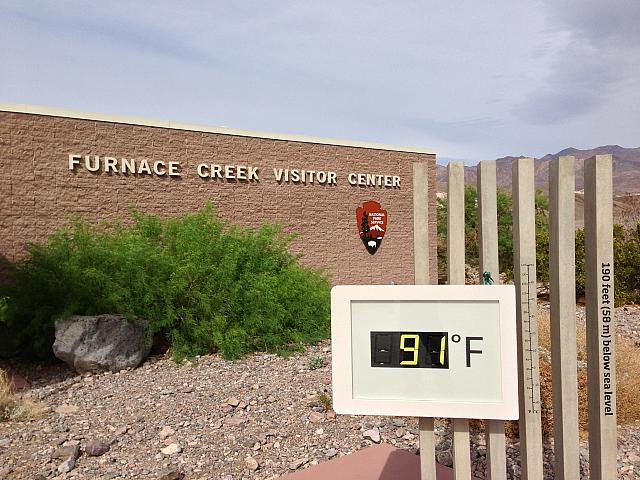 FURNACE CREEK VISITOR CENTER
NATIONAL
PARK
SERVICE
91°F
190 feet (58 m) below sea level